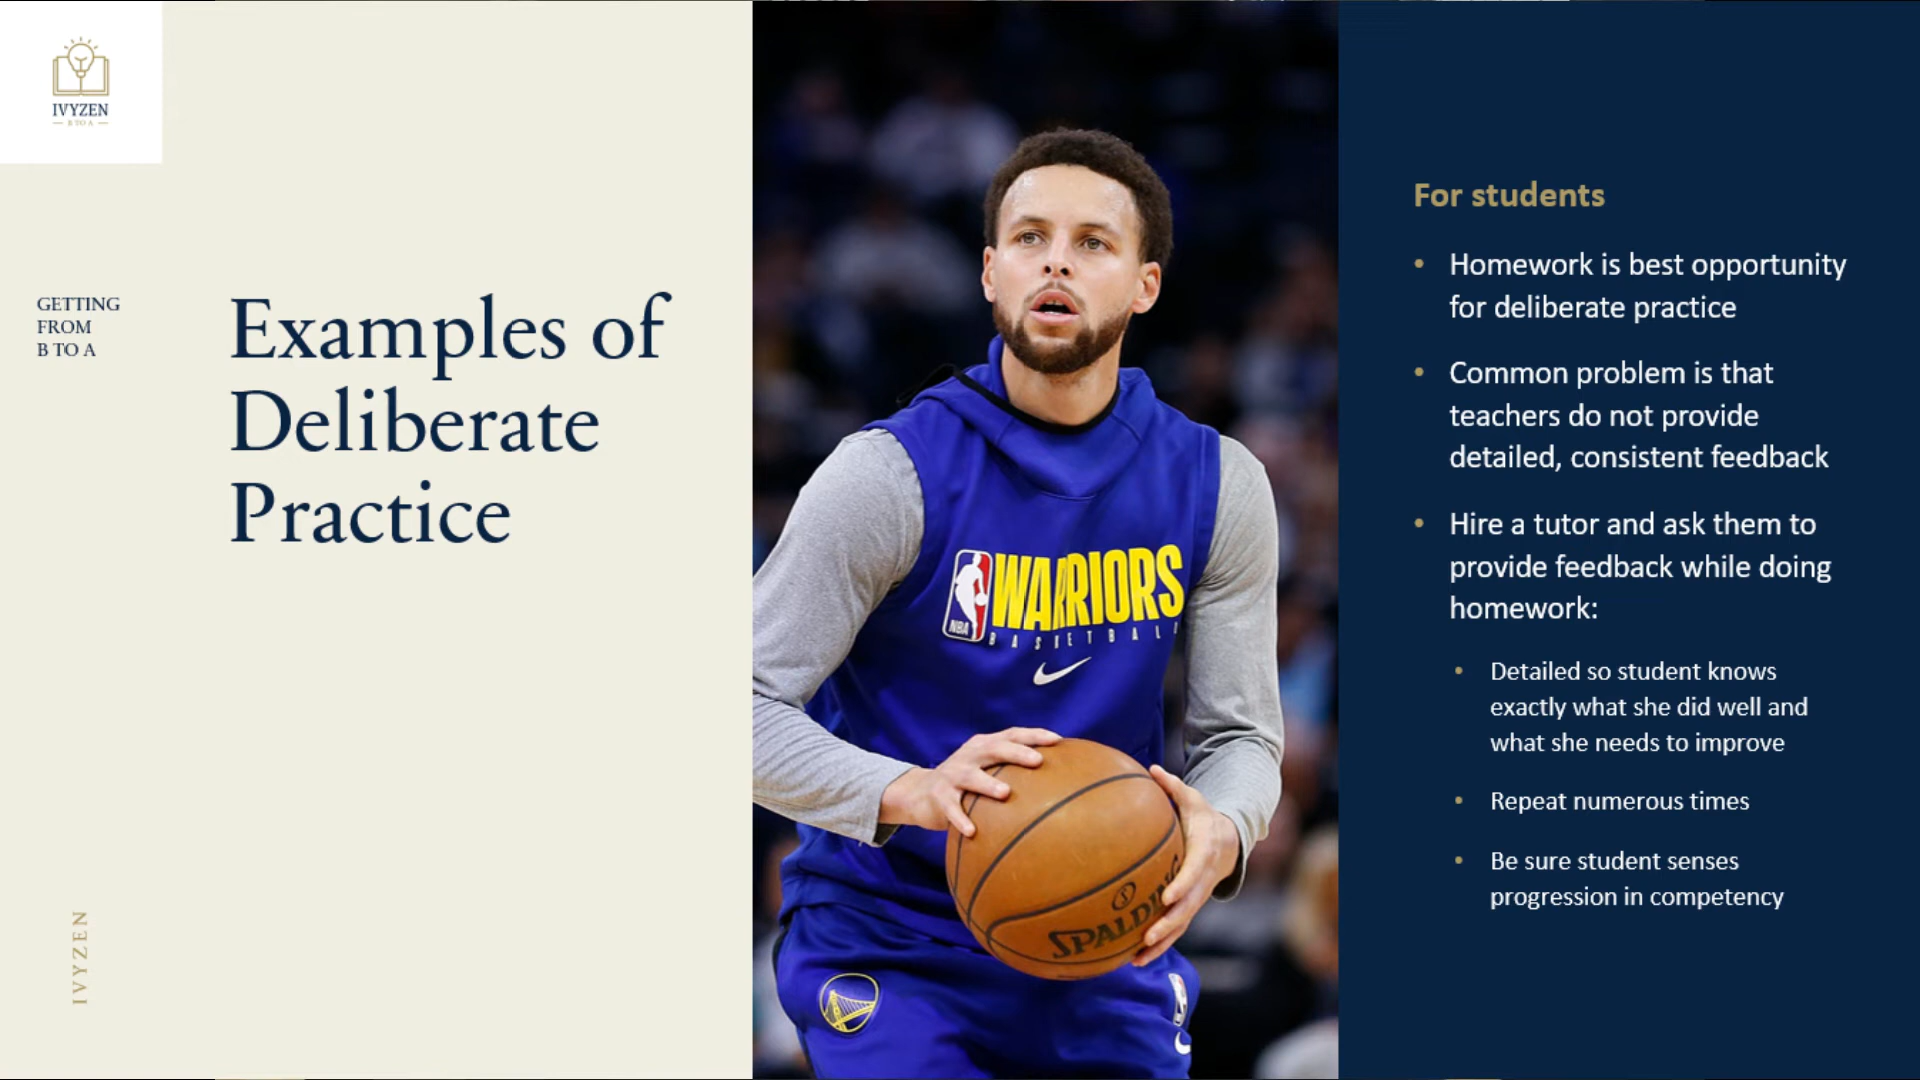 IVYZEN
B TO A
GETTING
FROM
B TO A
Examples of
Deliberate
Practice
IVYZEN
WARRIORS
NBA
BASKETBALL
SPALDING
For students
• Homework is best opportunity
for deliberate practice
• Common problem is that
teachers do not provide
detailed, consistent feedback
• Hire a tutor and ask them to
provide feedback while doing
homework:
• Detailed so student knows
exactly what she did well and
what she needs to improve
• Repeat numerous times
• Be sure student senses
progression in competency